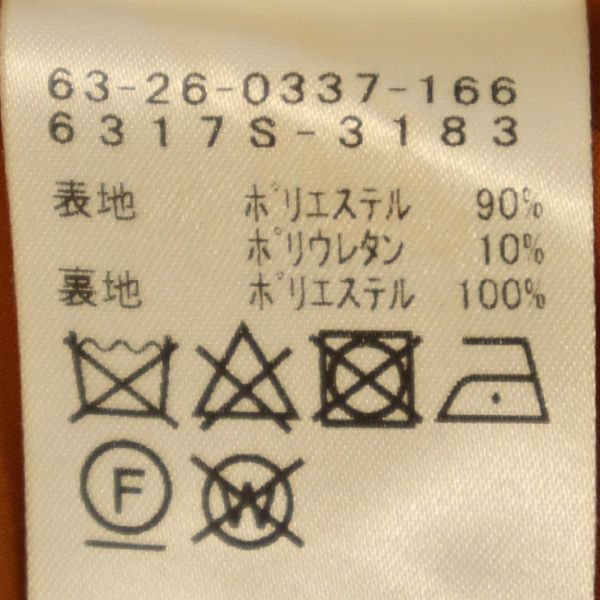 63-26-0337-166
6317S-3183
表地 ポリエステル 90%
ポリウレタン 10%
裏地 ポリエステル 100%
F W